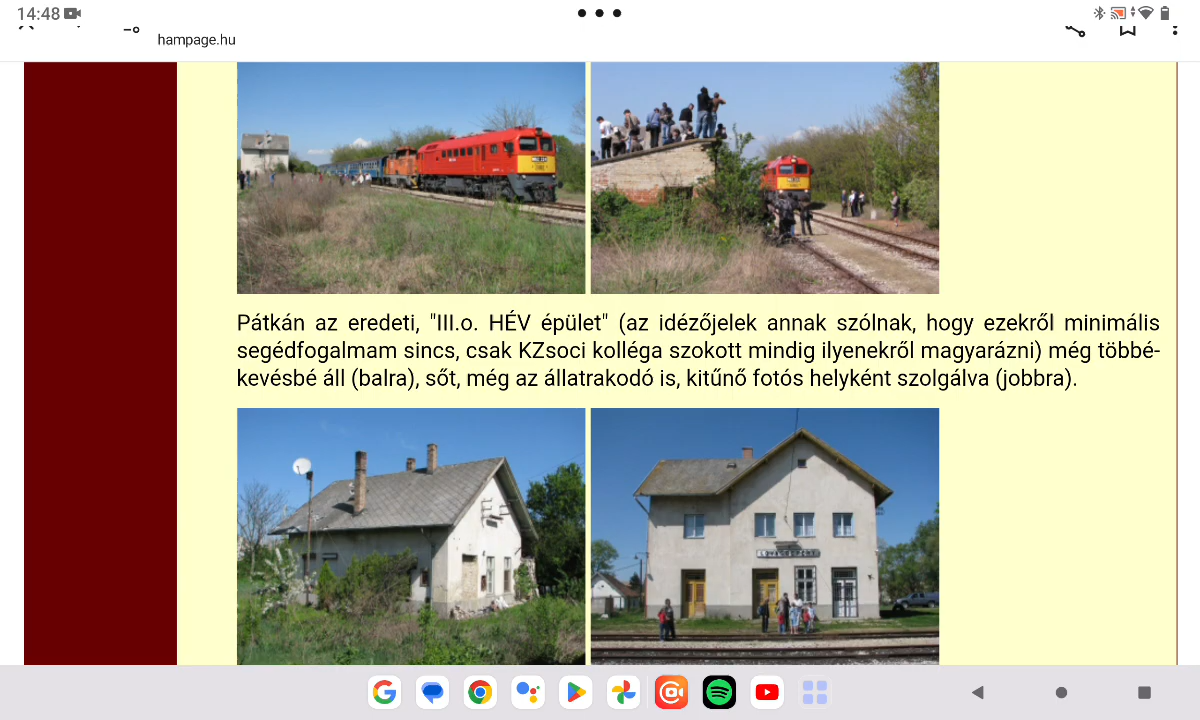 14:48
hampage.hu
Pátkán az eredeti, "III.o. HÉV épület" (az idézőjelek annak szólnak, hogy ezekről minimális
segédfogalmam sincs, csak KZsoci kolléga szokott mindig ilyenekről magyarázni) még többé-
kevésbé áll (balra), sőt, még az állatrakodó is, kitűnő fotós helyként szolgálva (jobbra).